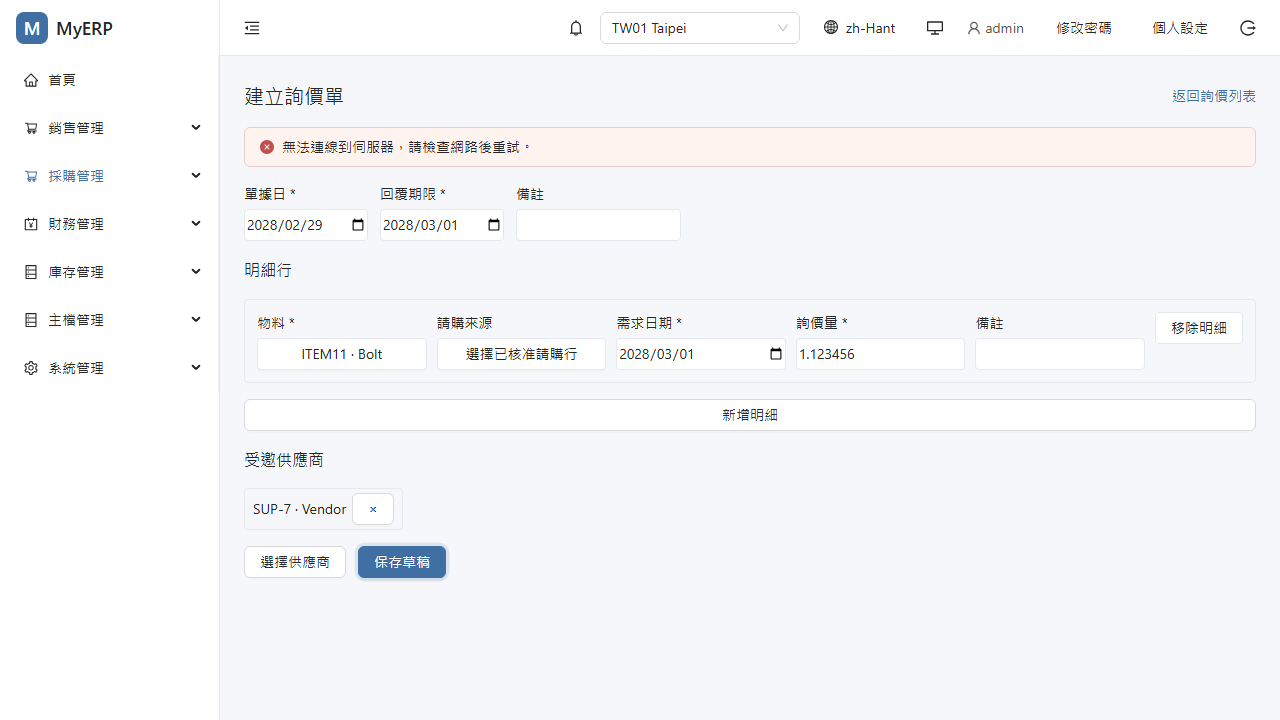 M MyERP
TW01 Taipei
zh-Hant
admin
修改密碼
個人設定
首頁
銷售管理
採購管理
財務管理
庫存管理
主檔管理
系統管理
建立詢價單
返回詢價列表
無法連線到伺服器，請檢查網路後重試。
單據日 *
回覆期限 *
備註
2028/02/29
2028/03/01
明細行
物料 *
請購來源
需求日期 *
詢價量 *
備註
移除明細
ITEM11 · Bolt
選擇已核准請購行
2028/03/01
1.123456
新增明細
受邀供應商
SUP-7 · Vendor
×
選擇供應商
保存草稿